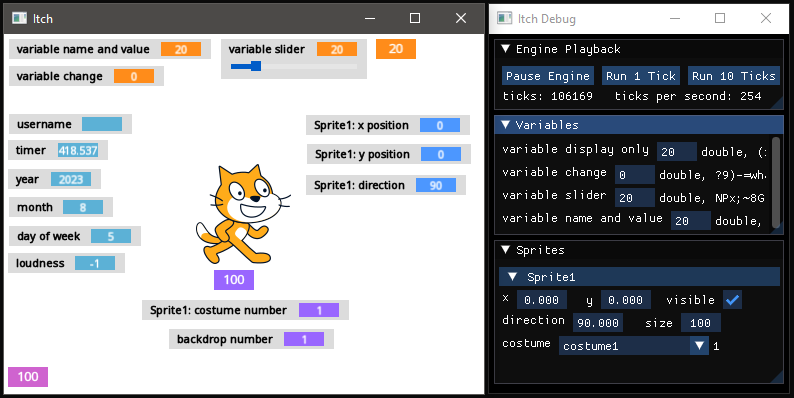 Itch
variable name and value 20
variable slider 20
20
variable change 0
username
timer 418.537
year 2023
month 8
day of week 5
loudness -1
Sprite1: x position 0
Sprite1: y position 0
Sprite1: direction 90
100
Sprite1: costume number 1
backdrop number 1
100
Itch Debug
Engine Playback
Pause Engine Run 1 Tick Run 10 Ticks
ticks: 106169 ticks per second: 254
Variables
variable display only 20 double,
variable change 0 double,
variable slider 20 double, NPx;~8G
variable name and value 20 double,
Sprites
Sprite1
x 0.000 y 0.000 visible
direction 90.000 size 100
costume costume1 1